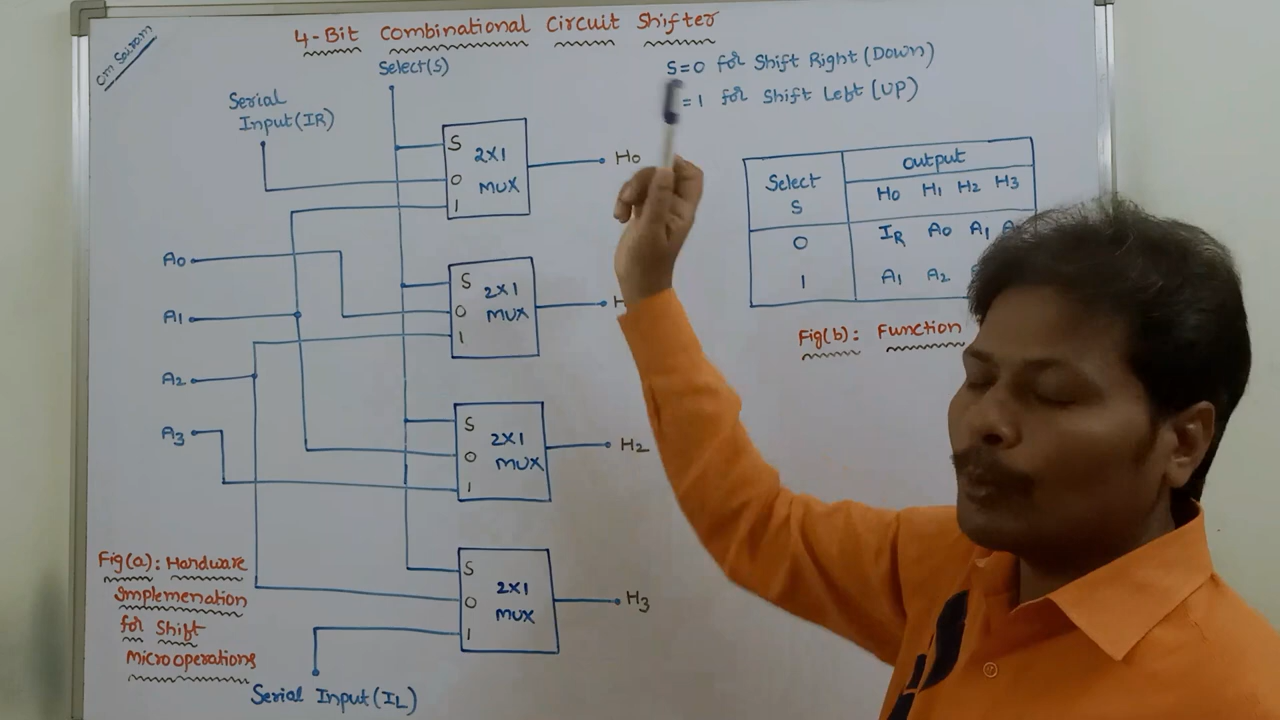 Om Sairam
4-Bit Combinational Circuit Shifter
Select(S)
S=0 for Shift Right (Down)
=1 for Shift Left (UP)
Serial
Input (IR)
S
2X1
MUX
0
1
H0
A0
S
2X1
MUX
0
1
H
A1
A2
A3
S
2X1
MUX
0
1
H2
S
2X1
MUX
0
1
H3
Serial Input (IL)
Fig(a): Hardware
Implemenation
for Shift
Microoperations
Select
S
output
H0 H1 H2 H3
0 IR A0 A1
1 A1 A2
Fig(b): Function